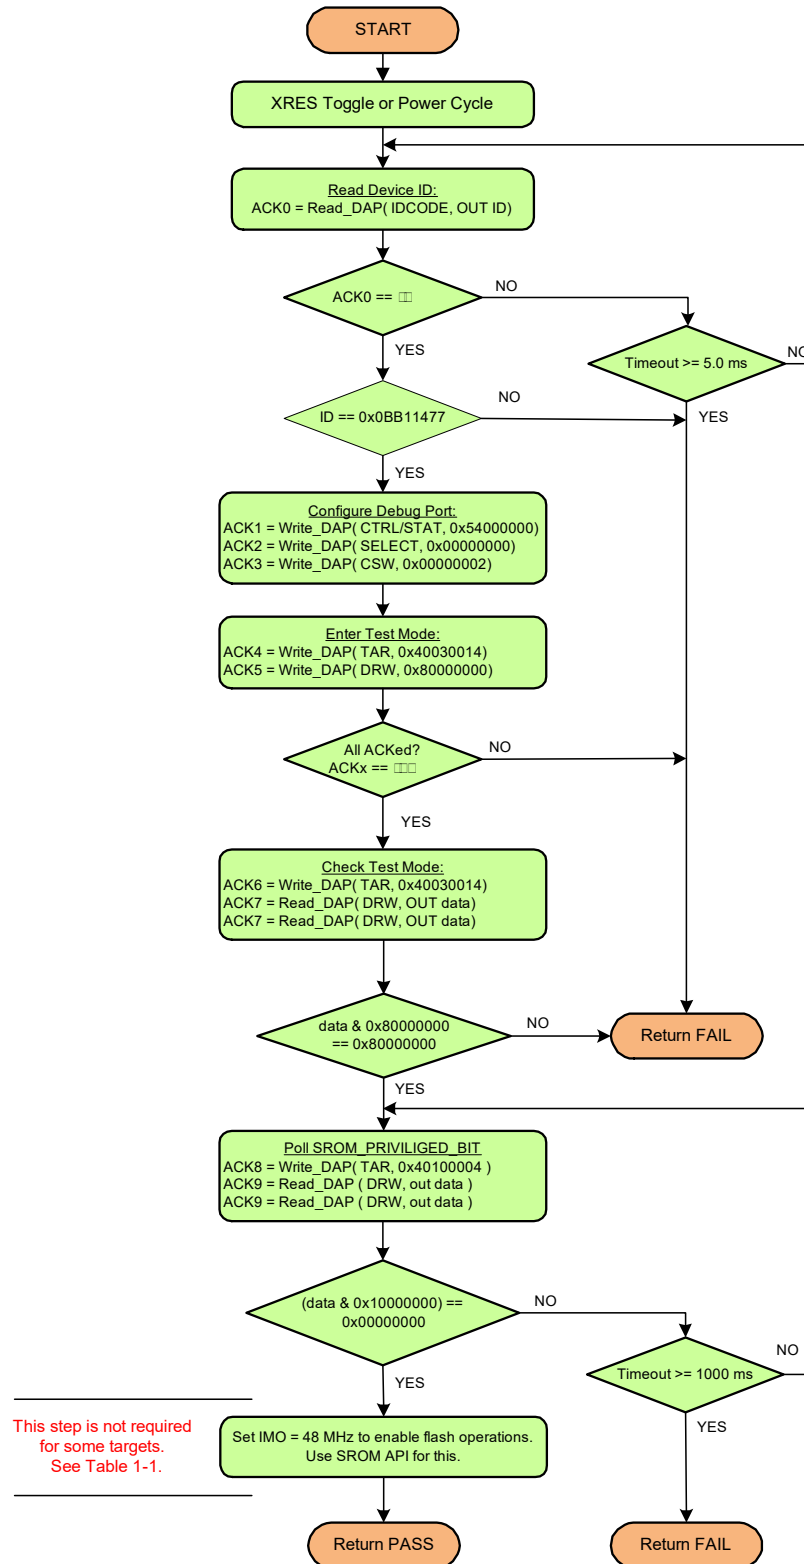 START
XRES Toggle or Power Cycle
Read Device ID:
ACK0 = Read_DAP( IDCODE, OUT ID)
ACK0 ==
NO
YES
Timeout >= 5.0 ms
NO
YES
ID == 0x0BB11477
NO
YES
Configure Debug Port:
ACK1 = Write_DAP( CTRL/STAT, 0x54000000)
ACK2 = Write_DAP( SELECT, 0x00000000)
ACK3 = Write_DAP( CSW, 0x00000002)
Enter Test Mode:
ACK4 = Write_DAP( TAR, 0x40030014)
ACK5 = Write_DAP( DRW, 0x80000000)
All ACKed?
ACKx ==
NO
YES
Check Test Mode:
ACK6 = Write_DAP( TAR, 0x40030014)
ACK7 = Read_DAP( DRW, OUT data)
ACK7 = Read_DAP( DRW, OUT data)
data & 0x80000000
== 0x80000000
NO
Return FAIL
YES
Poll SROM_PRIVILIGED_BIT
ACK8 = Write_DAP( TAR, 0x40100004 )
ACK9 = Read_DAP ( DRW, out data )
ACK9 = Read_DAP ( DRW, out data )
(data & 0x10000000) ==
0x00000000
NO
YES
Timeout >= 1000 ms
NO
YES
This step is not required
for some targets.
See Table 1-1.
Set IMO = 48 MHz to enable flash operations.
Use SROM API for this.
Return PASS
Return FAIL